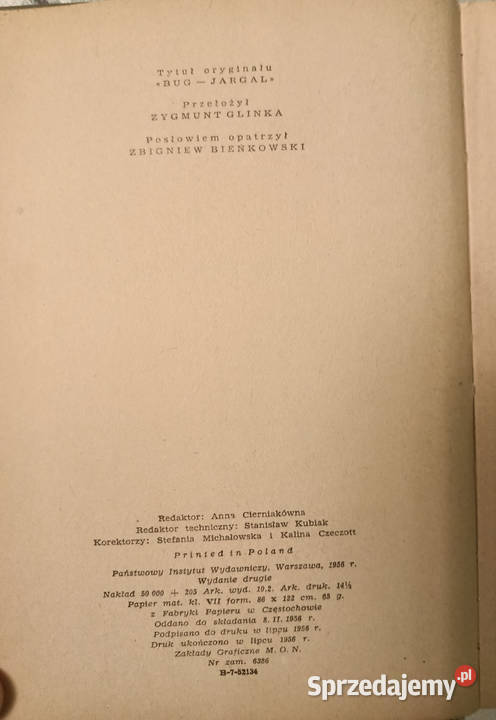 Tytuł oryginału
«BUG — JARGAL»
Przełożył
ZYGMUNT GLINKA
Posłowiem opatrzył
ZBIGNIEW BIEŃKOWSKI
Redaktor: Anna Cierniakówna
Redaktor techniczny: Stanisław Kubiak
Korektorzy: Stefania Michałowska i Kalina Czeczott
Printed in Poland
Państwowy Instytut Wydawniczy, Warszawa, 1956 r.
Wydanie drugie
Nakład 50 000 + 205 Ark. wyd. 10,2. Ark. druk. 14¼
Papier mat. kl. VII form. 86 x 122 cm. 65 g.
z Fabryki Papieru w Częstochowie
Oddano do składania 8. II. 1956 r.
Podpisano do druku w lipcu 1956 r.
Druk ukończono w lipcu 1956 r.
Zakłady Graficzne M. O. N.
Nr zam. 6386
B-7-52134
Sprzedajemy.pl